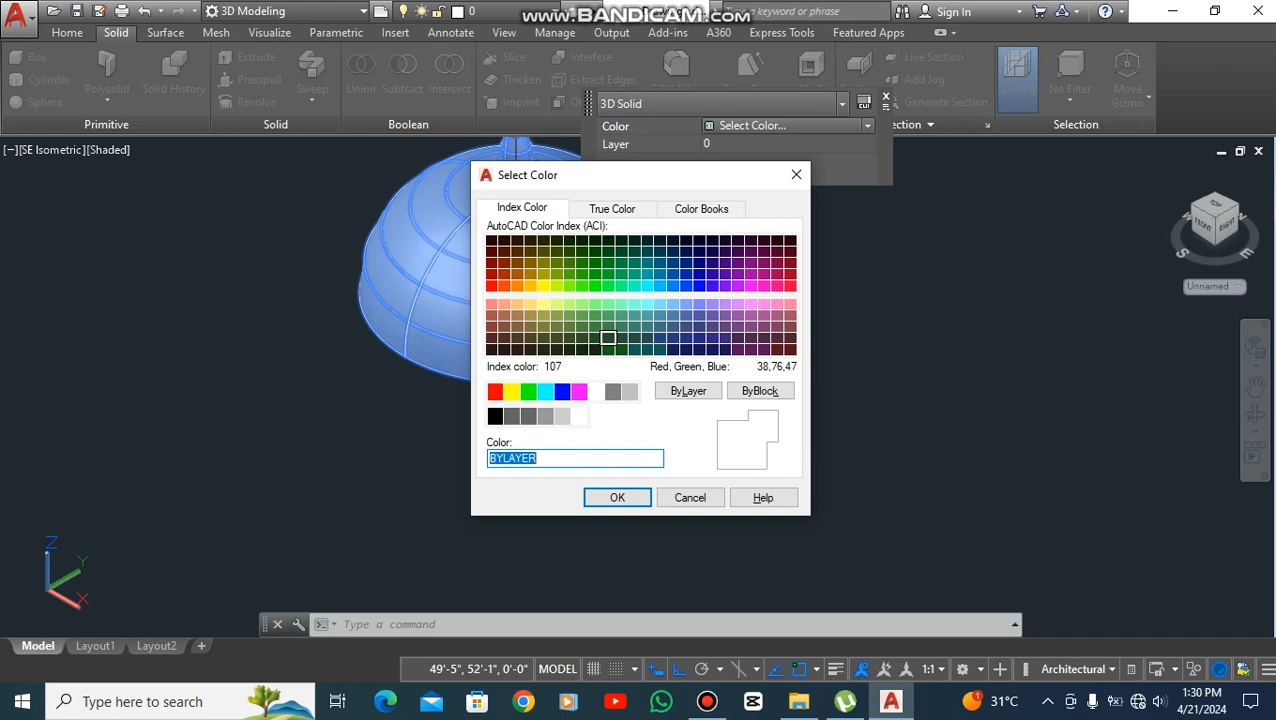 3D Modeling
0
www.BANDICAM.com
Type a keyword or phrase
Sign In
Home Solid Surface Mesh Visualize Parametric Insert Annotate View Manage Output Add-ins A360 Express Tools Featured Apps
Box
Cylinder
Sphere
Polysolid
Solid History
Extrude
Presspull
Revolve
Sweep
Union
Subtract
Intersect
Slice
Thicken
Imprint
Interfere
Extract Edges
Live Section
Add Jog
Generate Section
Culling
No Filter
Move
Gizmo
Primitive
Solid
Boolean
Selection
3D Solid
Color Select Color...
Layer 0
[−][SE Isometric][Shaded]
TOP
FRONT
RIGHT
S
E
Unnamed
Select Color
Index Color True Color Color Books
AutoCAD Color Index (ACI):
Index color: 107 Red, Green, Blue: 38,76,47
ByLayer ByBlock
Color:
BYLAYER
OK Cancel Help
Z
Y
X
Type a command
Model Layout1 Layout2
49'-5", 52'-1", 0'-0" MODEL 1:1 Architectural
Type here to search
31°C
1:30 PM
4/21/2024